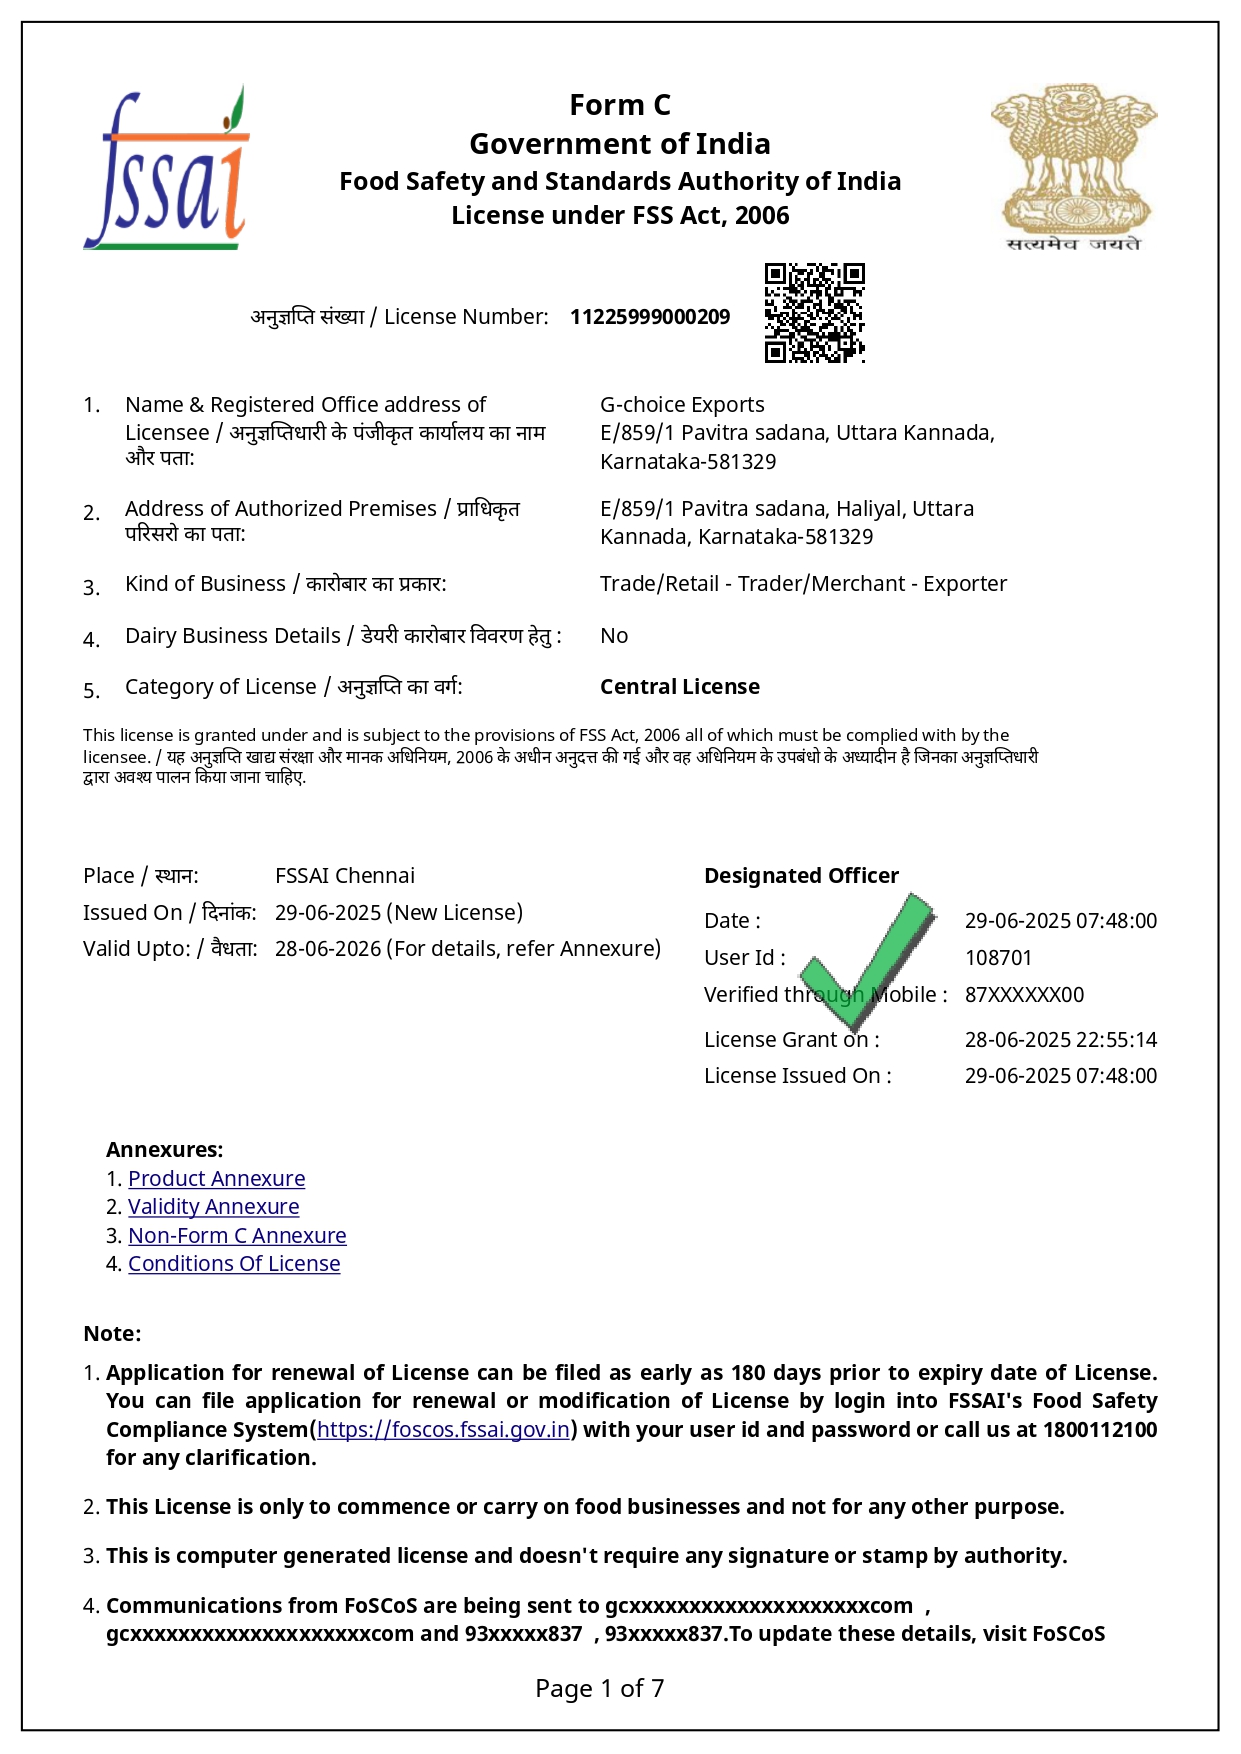 fssai
Form C
Government of India
Food Safety and Standards Authority of India
License under FSS Act, 2006
सत्यमेव जयते
अनुज्ञप्ति संख्या / License Number: 11225999000209
1. Name & Registered Office address of
Licensee / अनुज्ञप्तिधारी के पंजीकृत कार्यालय का नाम
और पता:
G-choice Exports
E/859/1 Pavitra sadana, Uttara Kannada,
Karnataka-581329
2. Address of Authorized Premises / प्राधिकृत
परिसरो का पता:
E/859/1 Pavitra sadana, Haliyal, Uttara
Kannada, Karnataka-581329
3. Kind of Business / कारोबार का प्रकार: Trade/Retail - Trader/Merchant - Exporter
4. Dairy Business Details / डेयरी कारोबार विवरण हेतु : No
5. Category of License / अनुज्ञप्ति का वर्ग: Central License
This license is granted under and is subject to the provisions of FSS Act, 2006 all of which must be complied with by the
licensee. / यह अनुज्ञप्ति खाद्य संरक्षा और मानक अधिनियम, 2006 के अधीन अनुदत्त की गई और वह अधिनियम के उपबंधो के अध्यादीन है जिनका अनुज्ञप्तिधारी
द्वारा अवश्य पालन किया जाना चाहिए.
Place / स्थान: FSSAI Chennai
Issued On / दिनांक: 29-06-2025 (New License)
Valid Upto: / वैधता: 28-06-2026 (For details, refer Annexure)
Designated Officer
Date : 29-06-2025 07:48:00
User Id : 108701
Verified through Mobile : 87XXXXXX00
License Grant on : 28-06-2025 22:55:14
License Issued On : 29-06-2025 07:48:00
Annexures:
1. Product Annexure
2. Validity Annexure
3. Non-Form C Annexure
4. Conditions Of License
Note:
1. Application for renewal of License can be filed as early as 180 days prior to expiry date of License.
You can file application for renewal or modification of License by login into FSSAI's Food Safety
Compliance System(https://foscos.fssai.gov.in) with your user id and password or call us at 1800112100
for any clarification.
2. This License is only to commence or carry on food businesses and not for any other purpose.
3. This is computer generated license and doesn't require any signature or stamp by authority.
4. Communications from FoSCoS are being sent to gcxxxxxxxxxxxxxxxxxxxxcom ,
gcxxxxxxxxxxxxxxxxxxxxcom and 93xxxxx837 , 93xxxxx837.To update these details, visit FoSCoS
Page 1 of 7